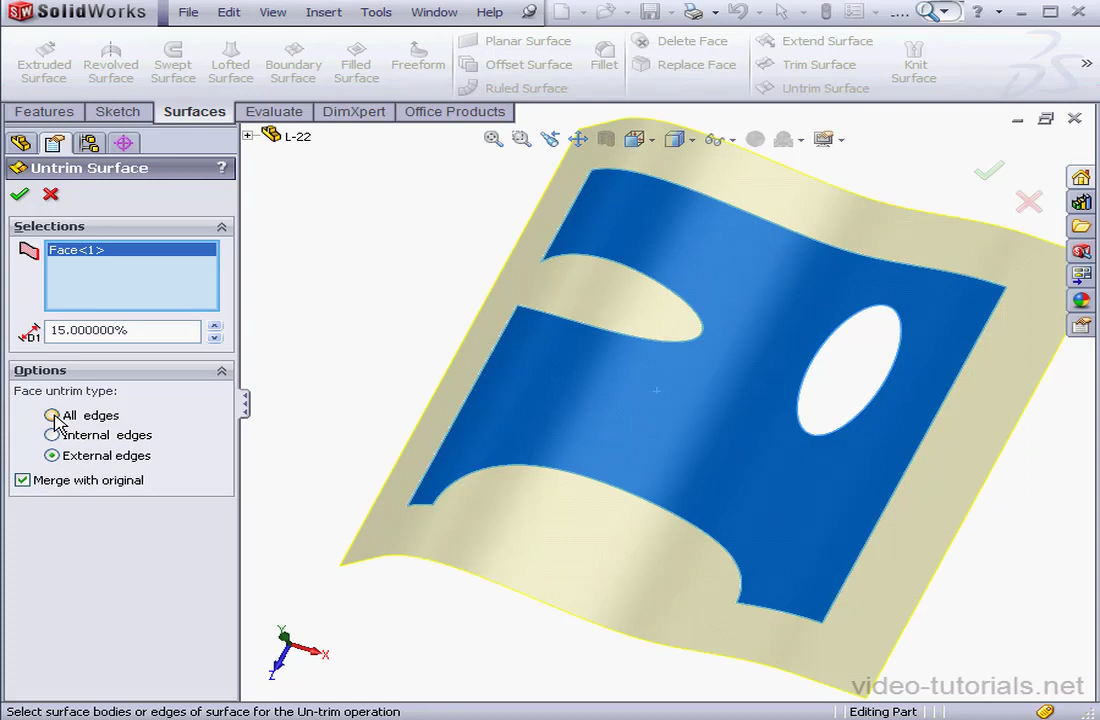 SolidWorks File Edit View Insert Tools Window Help ....
Extruded Surface
Revolved Surface
Swept Surface
Lofted Surface
Boundary Surface
Filled Surface
Freeform
Planar Surface
Offset Surface
Ruled Surface
Fillet
Delete Face
Replace Face
Extend Surface
Trim Surface
Untrim Surface
Knit Surface
Features Sketch Surfaces Evaluate DimXpert Office Products
L-22
Untrim Surface ?
Selections
Face<1>
D1 15.000000%
Options
Face untrim type:
All edges
Internal edges
External edges
Merge with original
Y
X
Z
video-tutorials.net
Select surface bodies or edges of surface for the Un-trim operation Editing Part